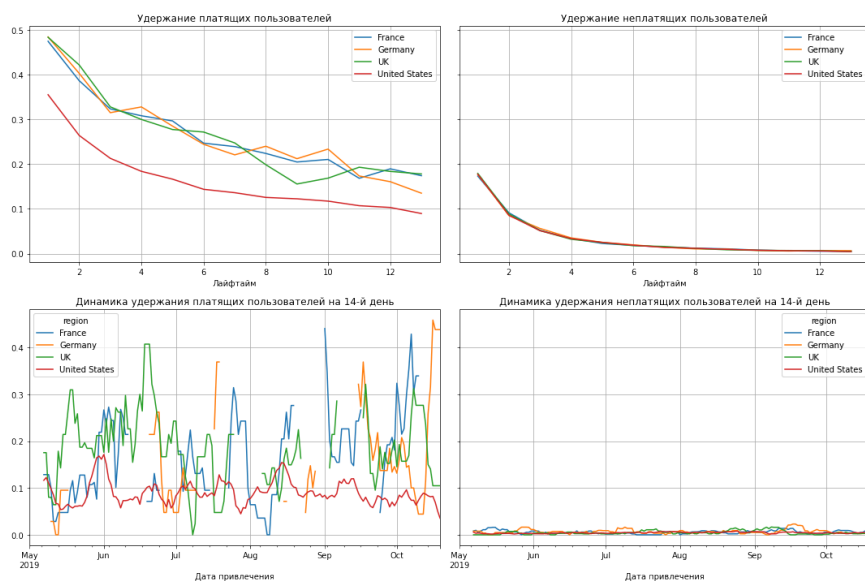 Удержание платящих пользователей
0.5
0.4
0.3
0.2
0.1
0.0
2 4 6 8 10 12
Лайфтайм
France
Germany
UK
United States
Удержание неплатящих пользователей
2 4 6 8 10 12
Лайфтайм
France
Germany
UK
United States
Динамика удержания платящих пользователей на 14-й день
0.4
0.3
0.2
0.1
0.0
May Jun Jul Aug Sep Oct
2019
Дата привлечения
region
France
Germany
UK
United States
Динамика удержания неплатящих пользователей на 14-й день
May Jun Jul Aug Sep Oct
2019
Дата привлечения
region
France
Germany
UK
United States